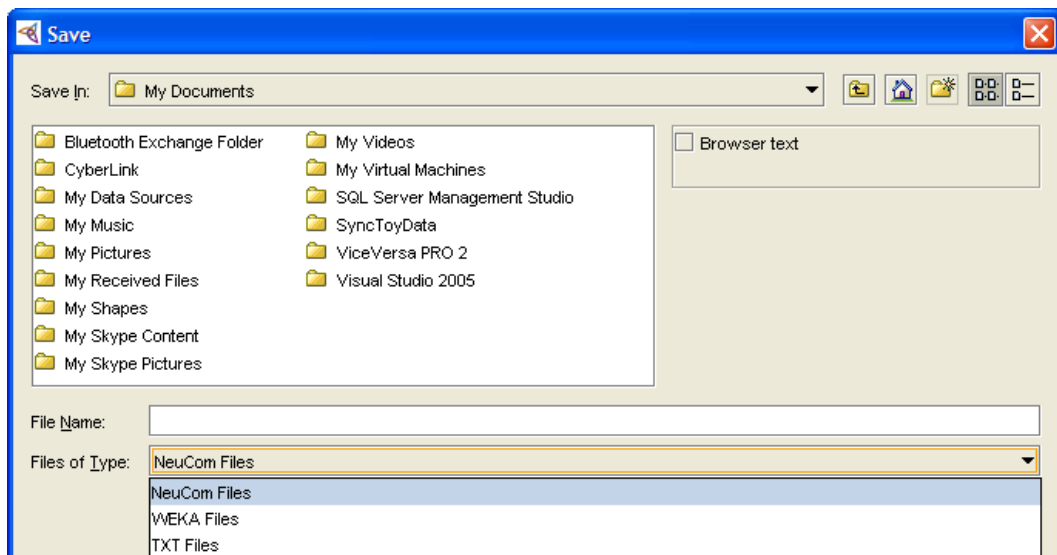 Save
Save In: My Documents
Bluetooth Exchange Folder
CyberLink
My Data Sources
My Music
My Pictures
My Received Files
My Shapes
My Skype Content
My Skype Pictures
My Videos
My Virtual Machines
SQL Server Management Studio
SyncToyData
ViceVersa PRO 2
Visual Studio 2005
Browser text
File Name:
Files of Type: NeuCom Files
NeuCom Files
WEKA Files
TXT Files